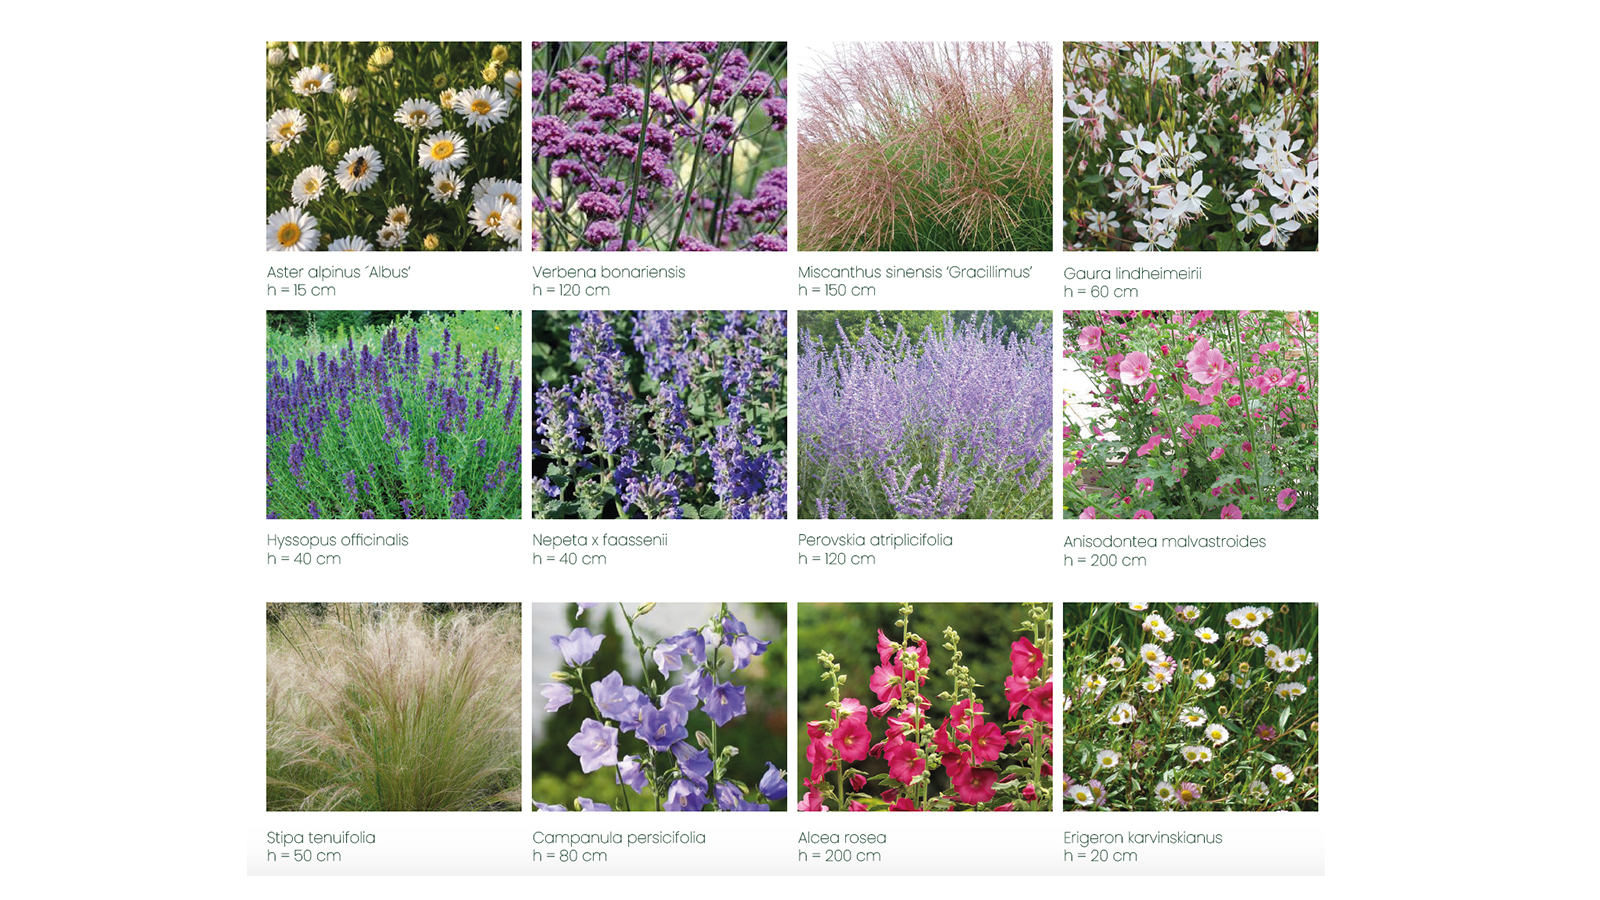 Aster alpinus ´Albus’
h = 15 cm
Verbena bonariensis
h = 120 cm
Miscanthus sinensis ‘Gracillimus’
h = 150 cm
Gaura lindheimeirii
h = 60 cm
Hyssopus officinalis
h = 40 cm
Nepeta x faassenii
h = 40 cm
Perovskia atriplicifolia
h = 120 cm
Anisodontea malvastroides
h = 200 cm
Stipa tenuifolia
h = 50 cm
Campanula persicifolia
h = 80 cm
Alcea rosea
h = 200 cm
Erigeron karvinskianus
h = 20 cm